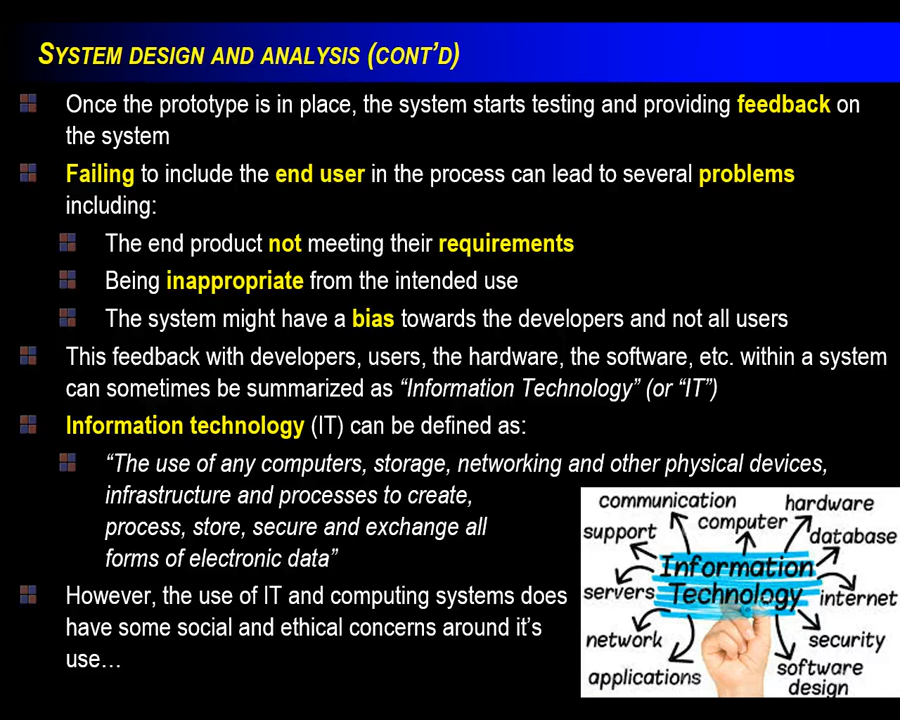 SYSTEM DESIGN AND ANALYSIS (CONT'D)
Once the prototype is in place, the system starts testing and providing feedback on
the system
Failing to include the end user in the process can lead to several problems
including:
The end product not meeting their requirements
Being inappropriate from the intended use
The system might have a bias towards the developers and not all users
This feedback with developers, users, the hardware, the software, etc. within a system
can sometimes be summarized as “Information Technology” (or “IT”)
Information technology (IT) can be defined as:
“The use of any computers, storage, networking and other physical devices,
infrastructure and processes to create,
process, store, secure and exchange all
forms of electronic data”
However, the use of IT and computing systems does
have some social and ethical concerns around it’s
use…
communication
hardware
support
computer
database
Information
Technology
servers
internet
network
security
applications
software
design